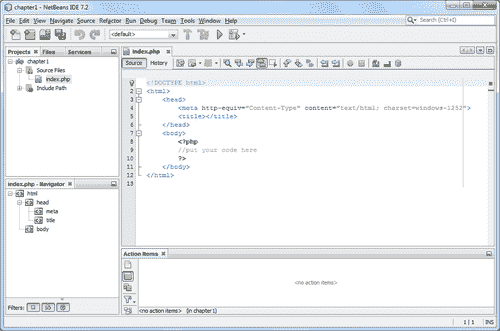 chapter1 - NetBeans IDE 7.2
File Edit View Navigate Source Refactor Run Debug Team Tools Window Help
Search (Ctrl+I)
<default>
Projects Files Services
chapter1
Source Files
index.php
Include Path
index.php
Source History
1 <!DOCTYPE html>
2 <html>
3 <head>
4 <meta http-equiv="Content-Type" content="text/html; charset=windows-1252">
5 <title></title>
6 </head>
7 <body>
8 <?php
9 //put your code here
10 ?>
11 </body>
12 </html>
13
index.php - Navigator
html
head
meta
title
body
Filters:
Action Items
<no action items>
<no action items> (in chapter1)
1 | 1 INS